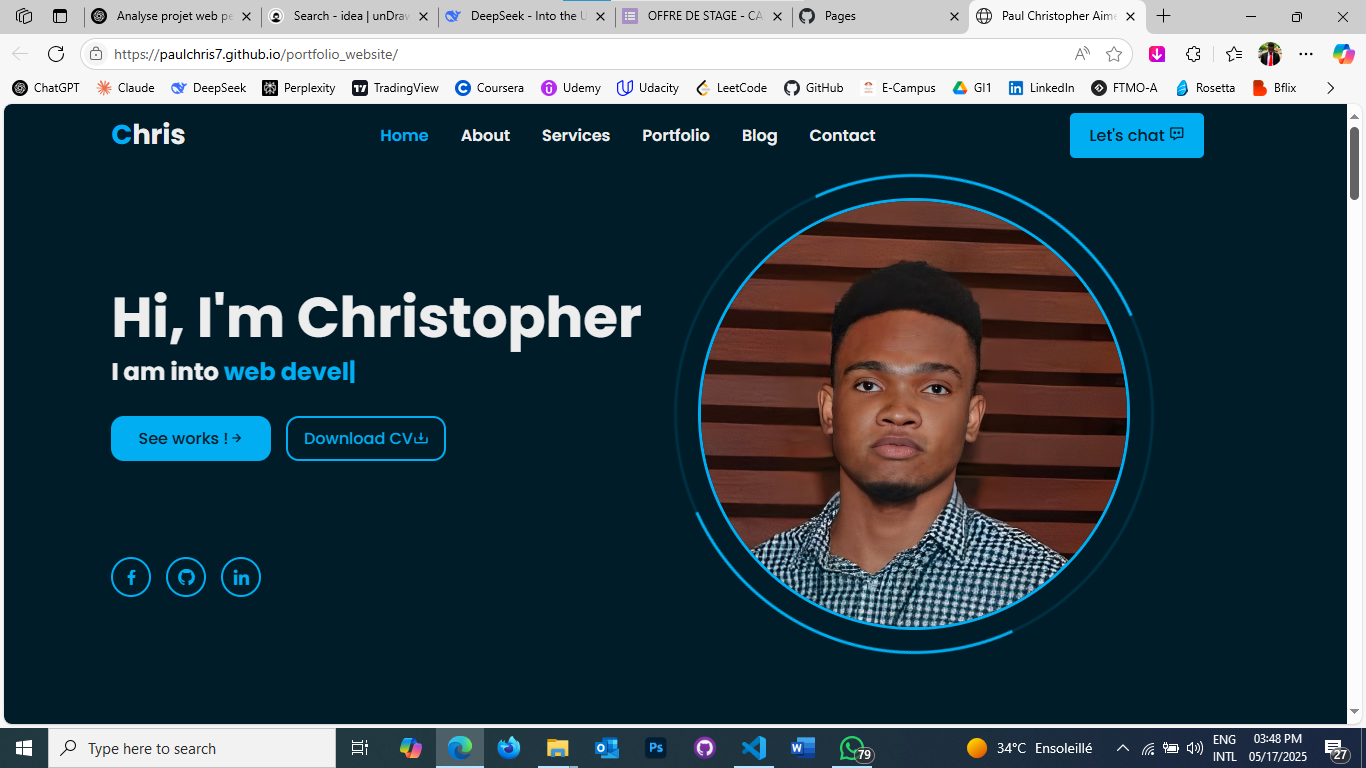 Analyse projet web pe
Search - idea | unDraw
DeepSeek - Into the U
OFFRE DE STAGE - CA
Pages
Paul Christopher Aime
https://paulchris7.github.io/portfolio_website/
ChatGPT
Claude
DeepSeek
Perplexity
TradingView
Coursera
Udemy
Udacity
LeetCode
GitHub
E-Campus
GI1
LinkedIn
FTMO-A
Rosetta
Bflix
Chris
Home
About
Services
Portfolio
Blog
Contact
Let's chat
Hi, I'm Christopher
I am into web devel|
See works !
Download CV
Type here to search
79
34°C Ensoleillé
ENG
INTL
03:48 PM
05/17/2025
27